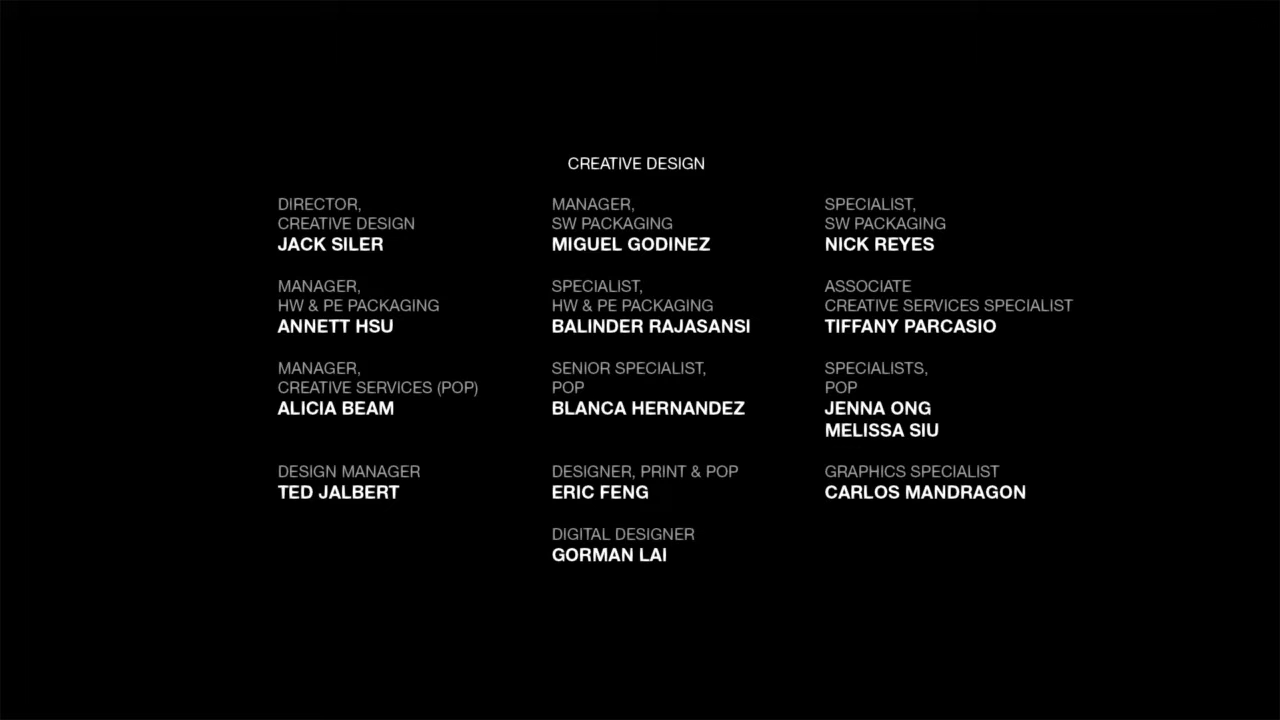 CREATIVE DESIGN
DIRECTOR,
CREATIVE DESIGN
JACK SILER
MANAGER,
SW PACKAGING
MIGUEL GODINEZ
SPECIALIST,
SW PACKAGING
NICK REYES
MANAGER,
HW & PE PACKAGING
ANNETT HSU
SPECIALIST,
HW & PE PACKAGING
BALINDER RAJASANSI
ASSOCIATE
CREATIVE SERVICES SPECIALIST
TIFFANY PARCASIO
MANAGER,
CREATIVE SERVICES (POP)
ALICIA BEAM
SENIOR SPECIALIST,
POP
BLANCA HERNANDEZ
SPECIALISTS,
POP
JENNA ONG
MELISSA SIU
DESIGN MANAGER
TED JALBERT
DESIGNER, PRINT & POP
ERIC FENG
GRAPHICS SPECIALIST
CARLOS MANDRAGON
DIGITAL DESIGNER
GORMAN LAI